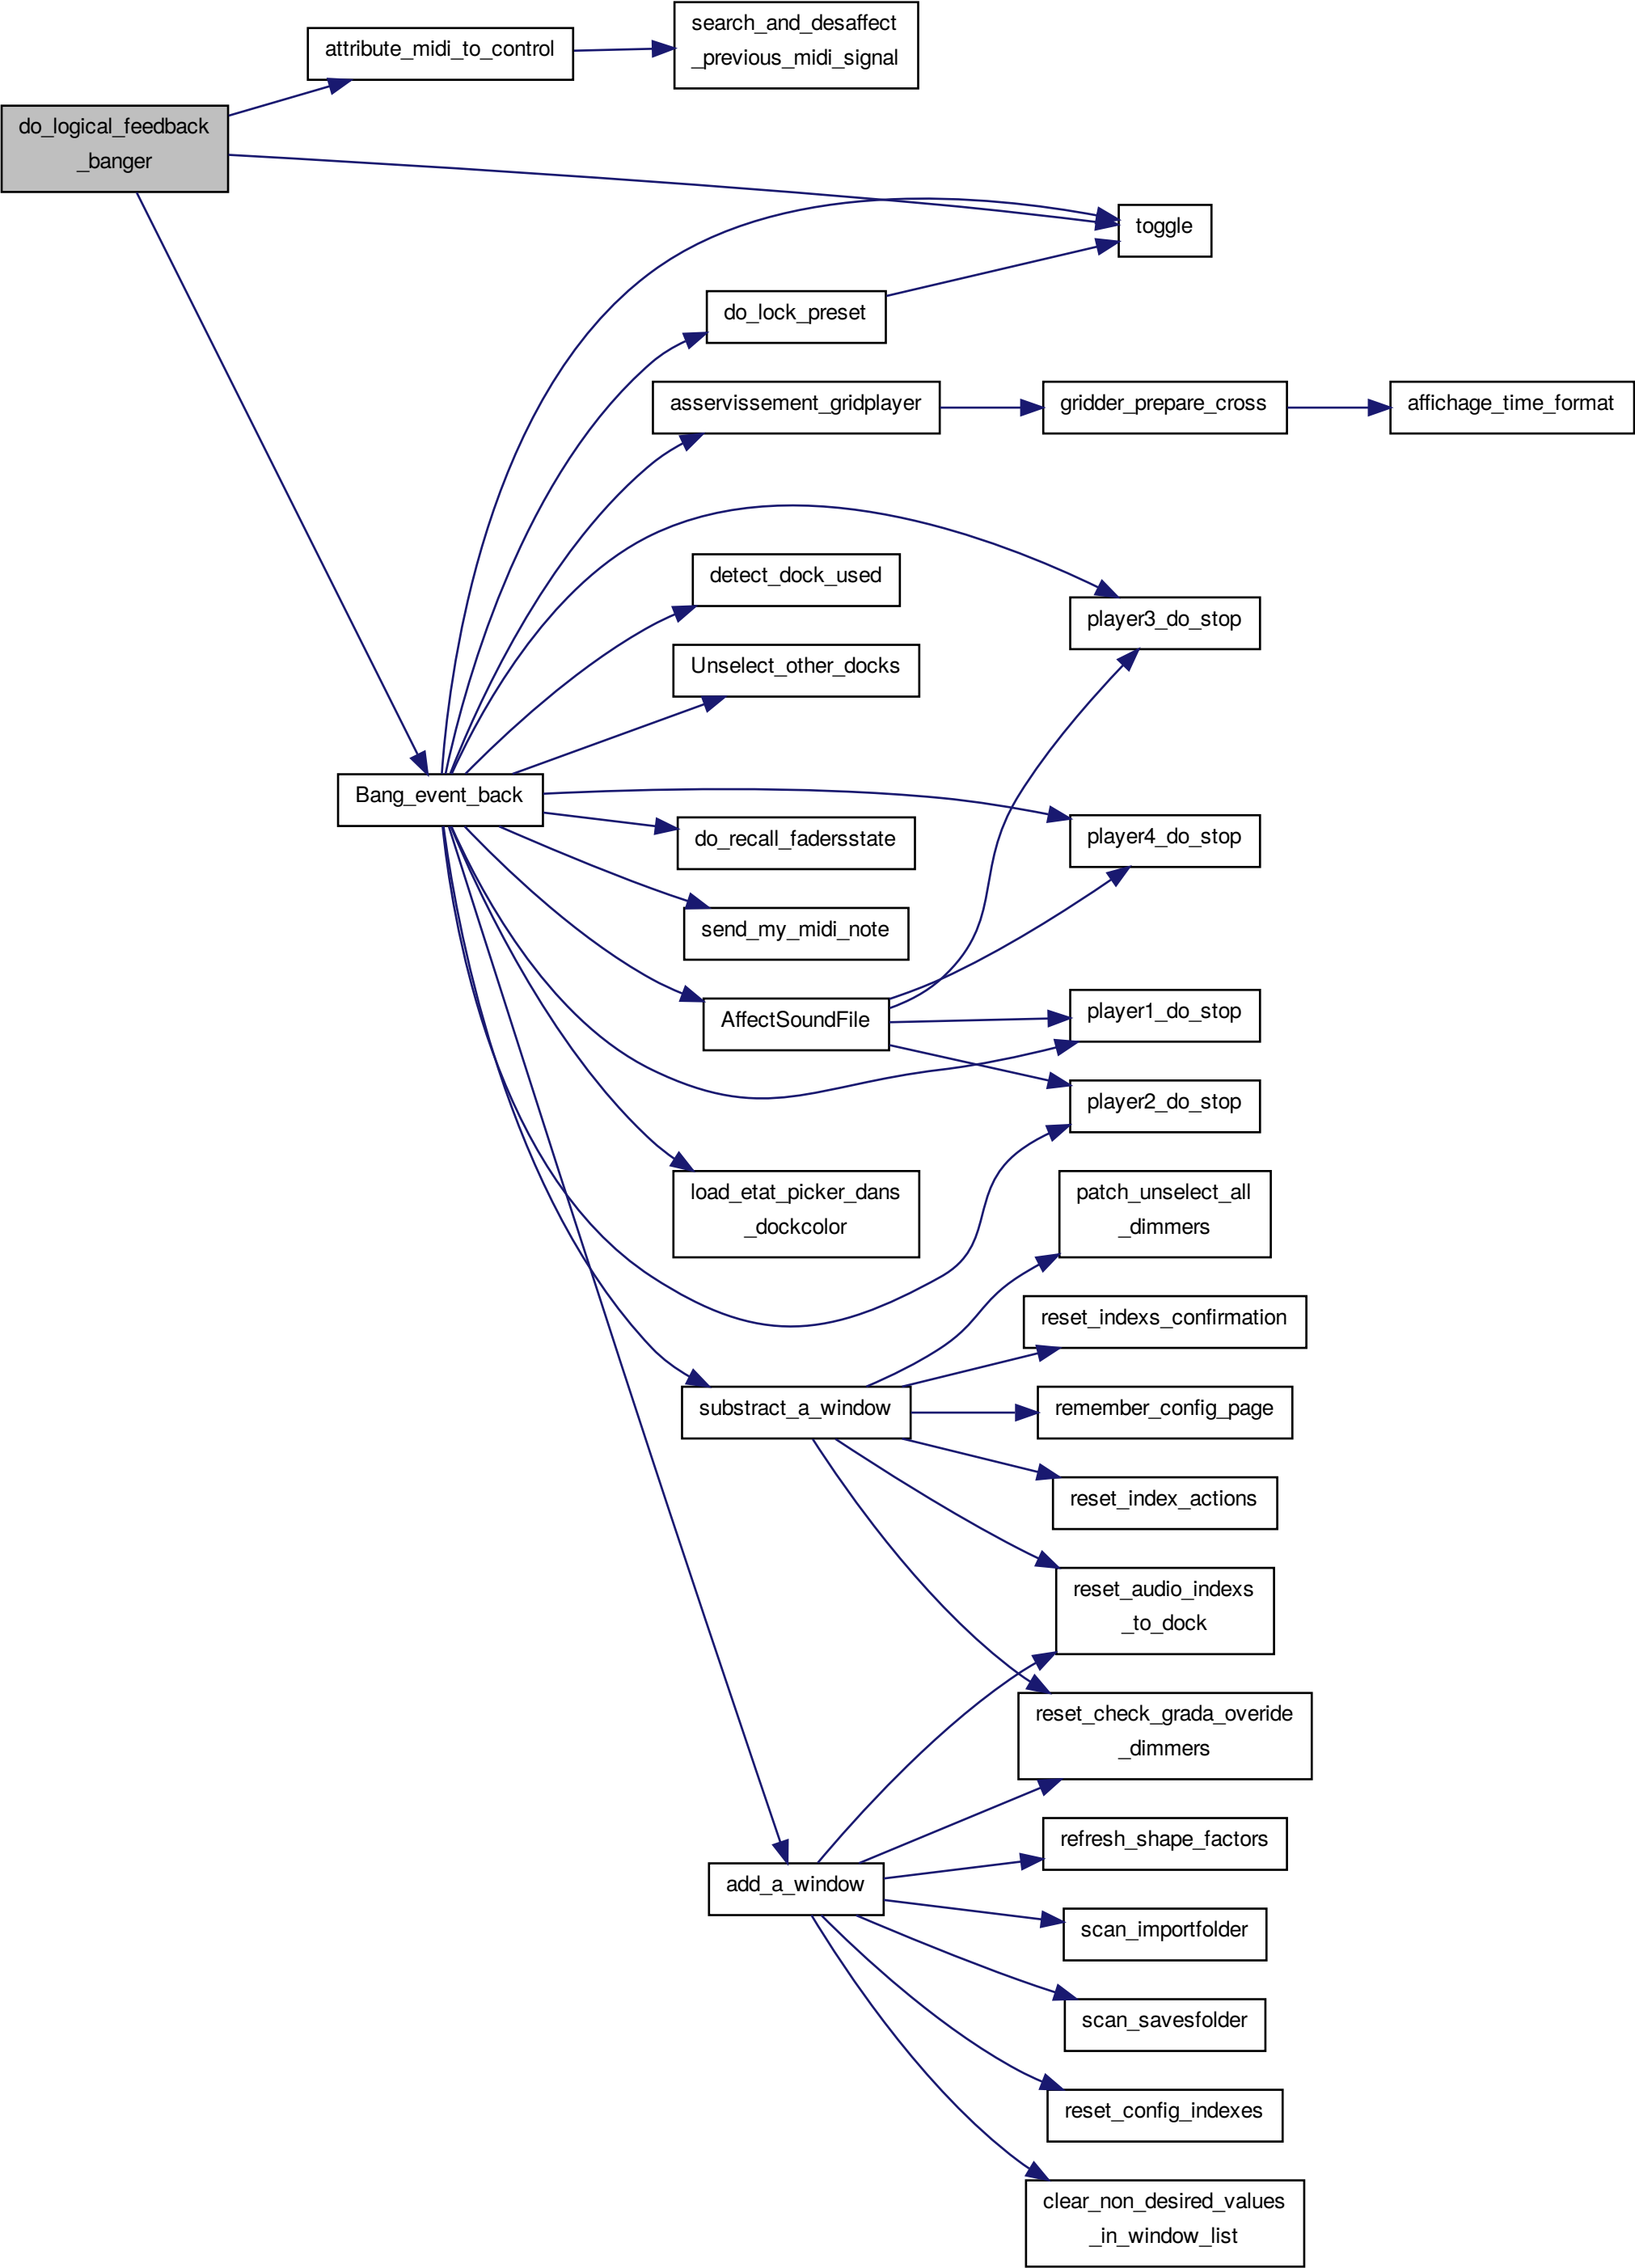 search_and_desaffect
_previous_midi_signal
attribute_midi_to_control
do_logical_feedback
_banger
toggle
do_lock_preset
asservissement_gridplayer
gridder_prepare_cross
affichage_time_format
detect_dock_used
player3_do_stop
Unselect_other_docks
Bang_event_back
do_recall_fadersstate
player4_do_stop
send_my_midi_note
AffectSoundFile
player1_do_stop
player2_do_stop
load_etat_picker_dans
_dockcolor
patch_unselect_all
_dimmers
reset_indexs_confirmation
substract_a_window
remember_config_page
reset_index_actions
reset_audio_indexs
_to_dock
reset_check_grada_overide
_dimmers
refresh_shape_factors
add_a_window
scan_importfolder
scan_savesfolder
reset_config_indexes
clear_non_desired_values
_in_window_list